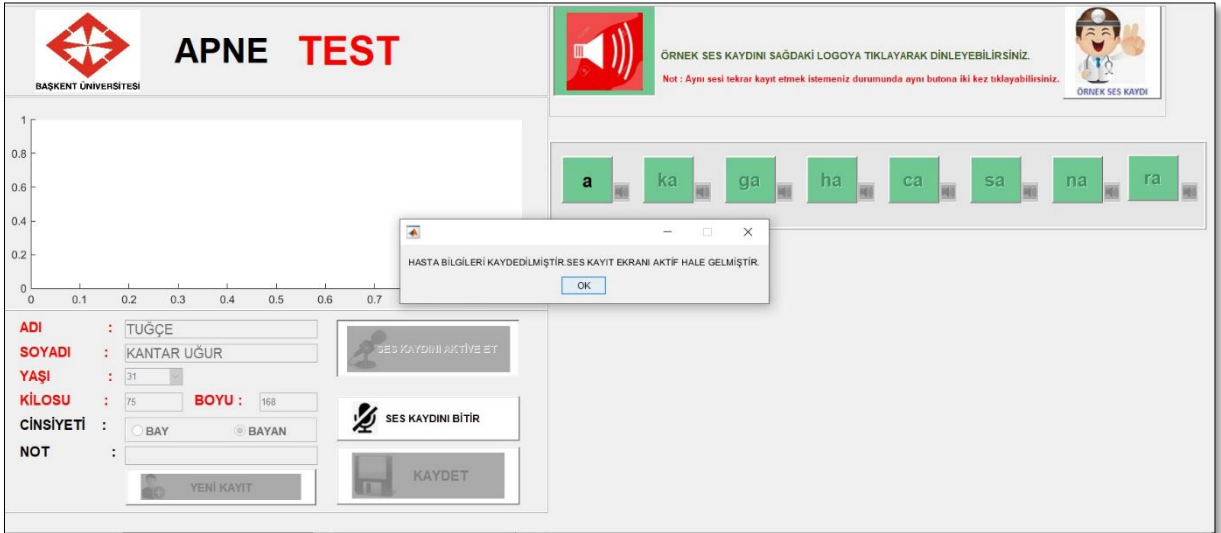 BAŞKENT ÜNİVERSİTESİ
APNE TEST
ÖRNEK SES KAYDINI SAĞDAKİ LOGOYA TIKLAYARAK DİNLEYEBİLİRSİNİZ.
Not : Aynı sesi tekrar kayıt etmek istemeniz durumunda aynı butona iki kez tıklayabilirsiniz.
ÖRNEK SES KAYDI
1
0.8
0.6
0.4
0.2
0
0 0.1 0.2 0.3 0.4 0.5 0.6 0.7
a ka ga ha ca sa na ra
HASTA BİLGİLERİ KAYDEDİLMİŞTİR.SES KAYIT EKRANI AKTİF HALE GELMİŞTİR.
OK
ADI : TUĞÇE
SOYADI : KANTAR UĞUR
YAŞI : 31
KİLOSU : 75 BOYU : 168
CİNSİYETİ : BAY BAYAN
NOT :
YENİ KAYIT
SES KAYDINI AKTİVE ET
SES KAYDINI BİTİR
KAYDET